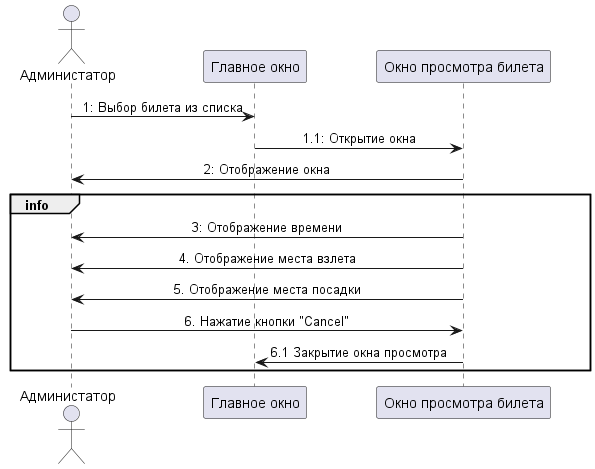 Администатор
Главное окно
Окно просмотра билета
1: Выбор билета из списка
1.1: Открытие окна
2: Отображение окна
info
3: Отображение времени
4. Отображение места взлета
5. Отображение места посадки
6. Нажатие кнопки "Cancel"
6.1 Закрытие окна просмотра
Администатор
Главное окно
Окно просмотра билета